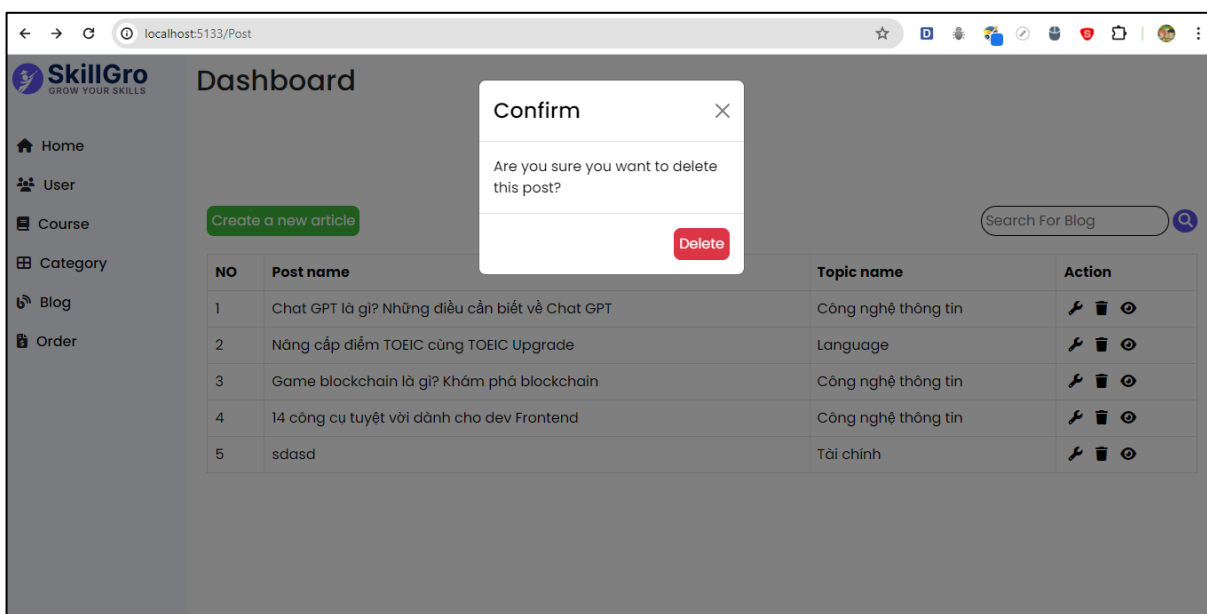 localhost:5133/Post
SkillGro
GROW YOUR SKILLS
Dashboard
Confirm
Are you sure you want to delete
this post?
Delete
Home
User
Course
Category
Blog
Order
Create a new article
Search For Blog
NO Post name Topic name Action
1 Chat GPT là gì? Những điều cần biết về Chat GPT Công nghệ thông tin
2 Nâng cấp điểm TOEIC cùng TOEIC Upgrade Language
3 Game blockchain là gì? Khám phá blockchain Công nghệ thông tin
4 14 công cụ tuyệt vời dành cho dev Frontend Công nghệ thông tin
5 sdasd Tài chính